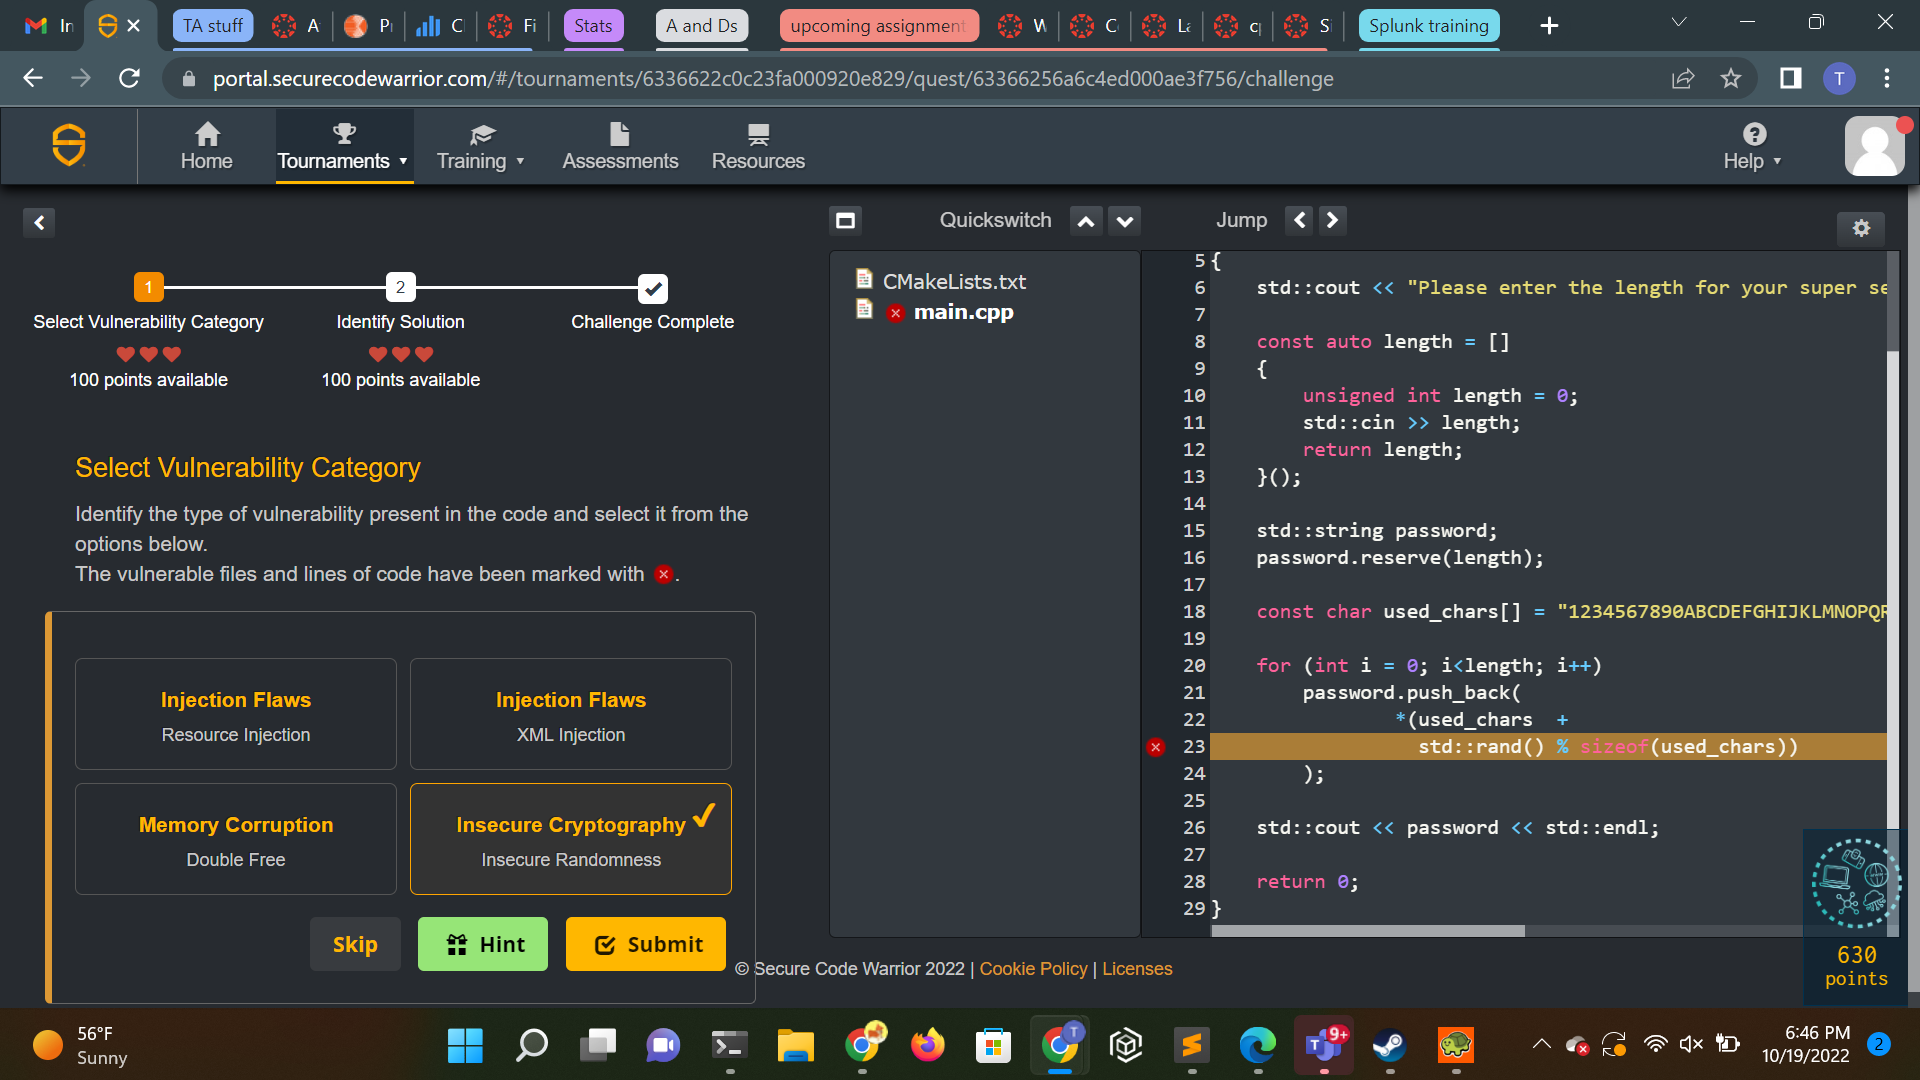 In
TA stuff
A
Pr
Cl
Fi
Stats
A and Ds
upcoming assignment
W
C
La
cp
Si
Splunk training
portal.securecodewarrior.com/#/tournaments/6336622c0c23fa000920e829/quest/63366256a6c4ed000ae3f756/challenge
T
Home
Tournaments
Training
Assessments
Resources
Help
Quickswitch
Jump
1
2
Select Vulnerability Category
Identify Solution
Challenge Complete
100 points available
100 points available
Select Vulnerability Category
Identify the type of vulnerability present in the code and select it from the
options below.
The vulnerable files and lines of code have been marked with .
Injection Flaws
Resource Injection
Injection Flaws
XML Injection
Memory Corruption
Double Free
Insecure Cryptography
Insecure Randomness
Skip
Hint
Submit
CMakeLists.txt
main.cpp
5 {
6 std::cout << "Please enter the length for your super se
7
8 const auto length = []
9 {
10 unsigned int length = 0;
11 std::cin >> length;
12 return length;
13 }();
14
15 std::string password;
16 password.reserve(length);
17
18 const char used_chars[] = "1234567890ABCDEFGHIJKLMNOPQR
19
20 for (int i = 0; i<length; i++)
21 password.push_back(
22 *(used_chars +
23 std::rand() % sizeof(used_chars))
24 );
25
26 std::cout << password << std::endl;
27
28 return 0;
29 }
630
points
© Secure Code Warrior 2022 | Cookie Policy | Licenses
56°F
Sunny
T
T
9+
6:46 PM
10/19/2022
2